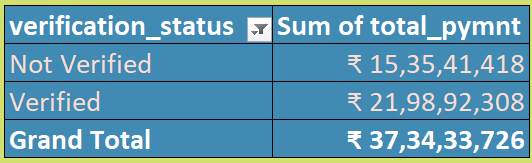 verification_status Sum of total_pymnt
Not Verified ₹ 15,35,41,418
Verified ₹ 21,98,92,308
Grand Total ₹ 37,34,33,726